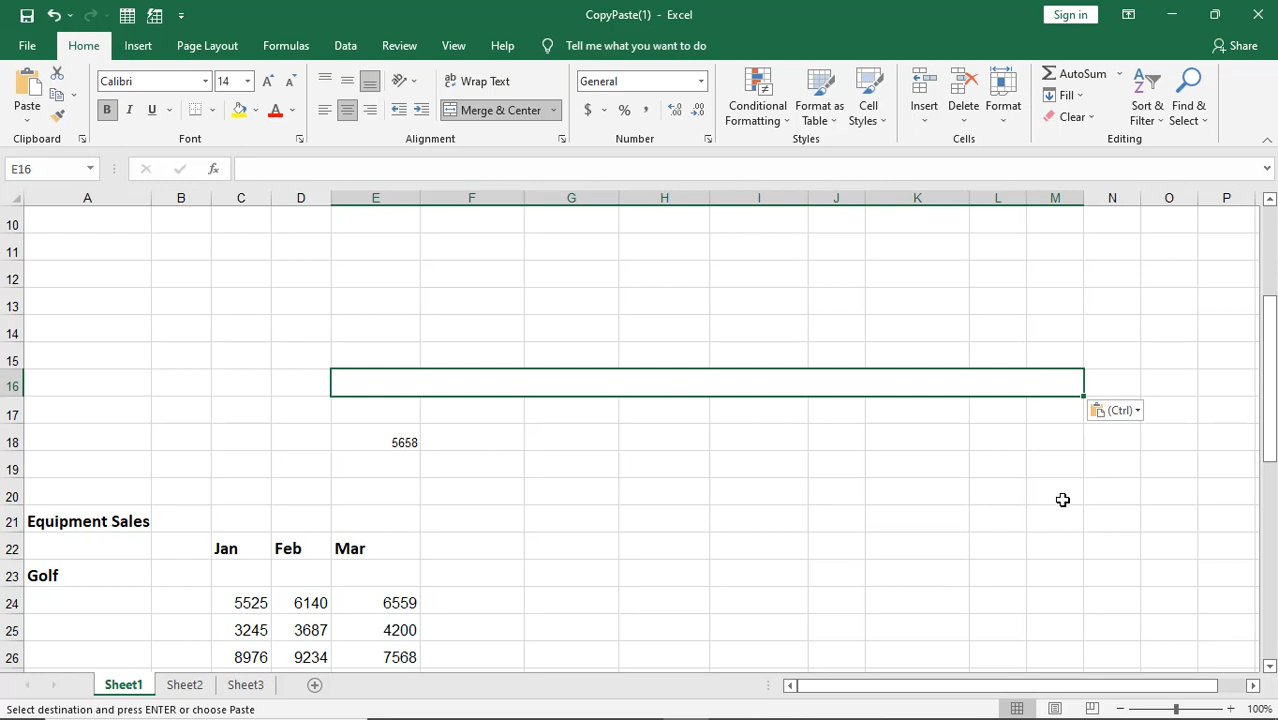 CopyPaste(1) - Excel
Sign in
File Home Insert Page Layout Formulas Data Review View Help Tell me what you want to do Share
Paste
Clipboard
Calibri 14
B I U
Font
Wrap Text
Merge & Center
Alignment
General
$ % ,
Number
Conditional Formatting
Format as Table
Cell Styles
Styles
Insert
Delete
Format
Cells
AutoSum
Fill
Clear
Sort & Filter
Find & Select
Editing
E16 fx
A B C D E F G H I J K L M N O P
10
11
12
13
14
15
16
17 (Ctrl)
18 5658
19
20
21 Equipment Sales
22 Jan Feb Mar
23 Golf
24 5525 6140 6559
25 3245 3687 4200
26 8976 9234 7568
Sheet1 Sheet2 Sheet3
Select destination and press ENTER or choose Paste 100%